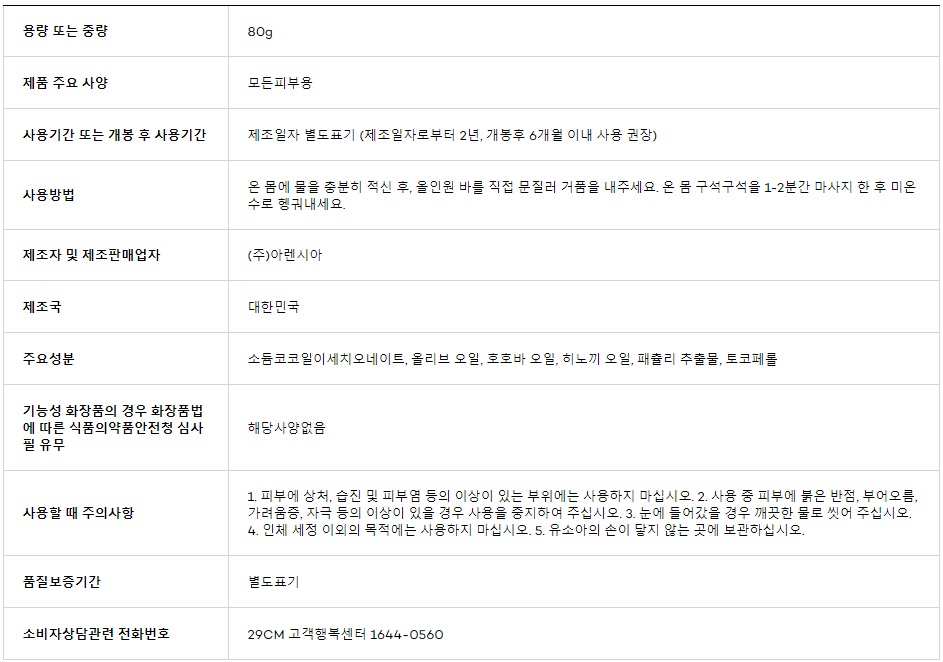 용량 또는 중량
80g
제품 주요 사양
모든피부용
사용기간 또는 개봉 후 사용기간
제조일자 별도표기 (제조일자로부터 2년, 개봉후 6개월 이내 사용 권장)
사용방법
온 몸에 물을 충분히 적신 후, 올인원 바를 직접 문질러 거품을 내주세요. 온 몸 구석구석을 1-2분간 마사지 한 후 미온
수로 헹궈내세요.
제조자 및 제조판매업자
(주)아렌시아
제조국
대한민국
주요성분
소듐코코일이세치오네이트, 올리브 오일, 호호바 오일, 히노끼 오일, 패츌리 추출물, 토코페롤
기능성 화장품의 경우 화장품법
에 따른 식품의약품안전청 심사
필 유무
해당사양없음
사용할 때 주의사항
1. 피부에 상처, 습진 및 피부염 등의 이상이 있는 부위에는 사용하지 마십시오. 2. 사용 중 피부에 붉은 반점, 부어오름,
가려움증, 자극 등의 이상이 있을 경우 사용을 중지하여 주십시오. 3. 눈에 들어갔을 경우 깨끗한 물로 씻어 주십시오.
4. 인체 세정 이외의 목적에는 사용하지 마십시오. 5. 유소아의 손이 닿지 않는 곳에 보관하십시오.
품질보증기간
별도표기
소비자상담관련 전화번호
29CM 고객행복센터 1644-0560